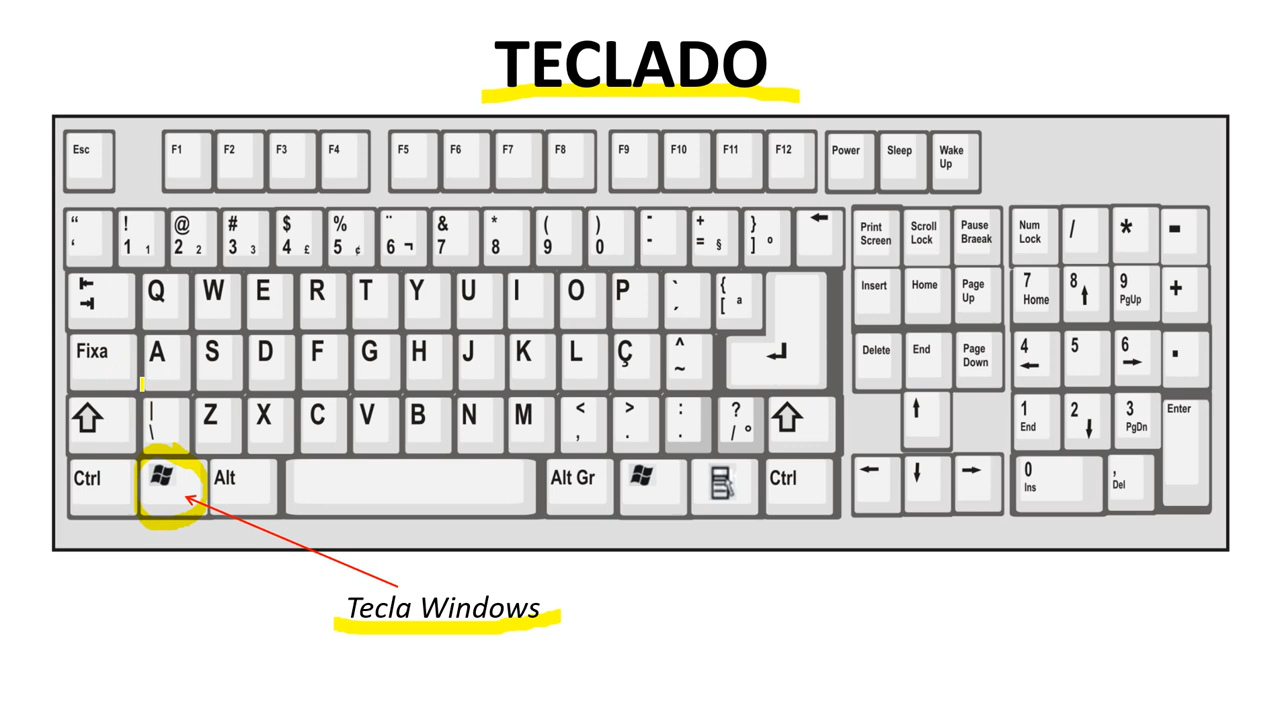 TECLADO
Esc F1 F2 F3 F4 F5 F6 F7 F8 F9 F10 F11 F12 Power Sleep Wake Up
“ ‘ ! 1 1 @ 2 2 # 3 3 $ 4 £ % 5 ¢ ¨ 6 ¬ & 7 * 8 ( 9 ) 0 - - + = § } ] º ← Print Screen Scroll Lock Pause Braeak Num Lock / * -
Q W E R T Y U I O P ` ´ { [ ª Insert Home Page Up 7 Home 8 ↑ 9 PgUp +
Fixa A S D F G H J K L Ç ^ ~ ↵ Delete End Page Down 4 ← 5 6 → .
⇧ | \ Z X C V B N M < , > . : . ? / º ⇧ ↑ 1 End 2 ↓ 3 PgDn Enter
Ctrl Alt Alt Gr Ctrl ← ↓ → 0 Ins , Del
Tecla Windows